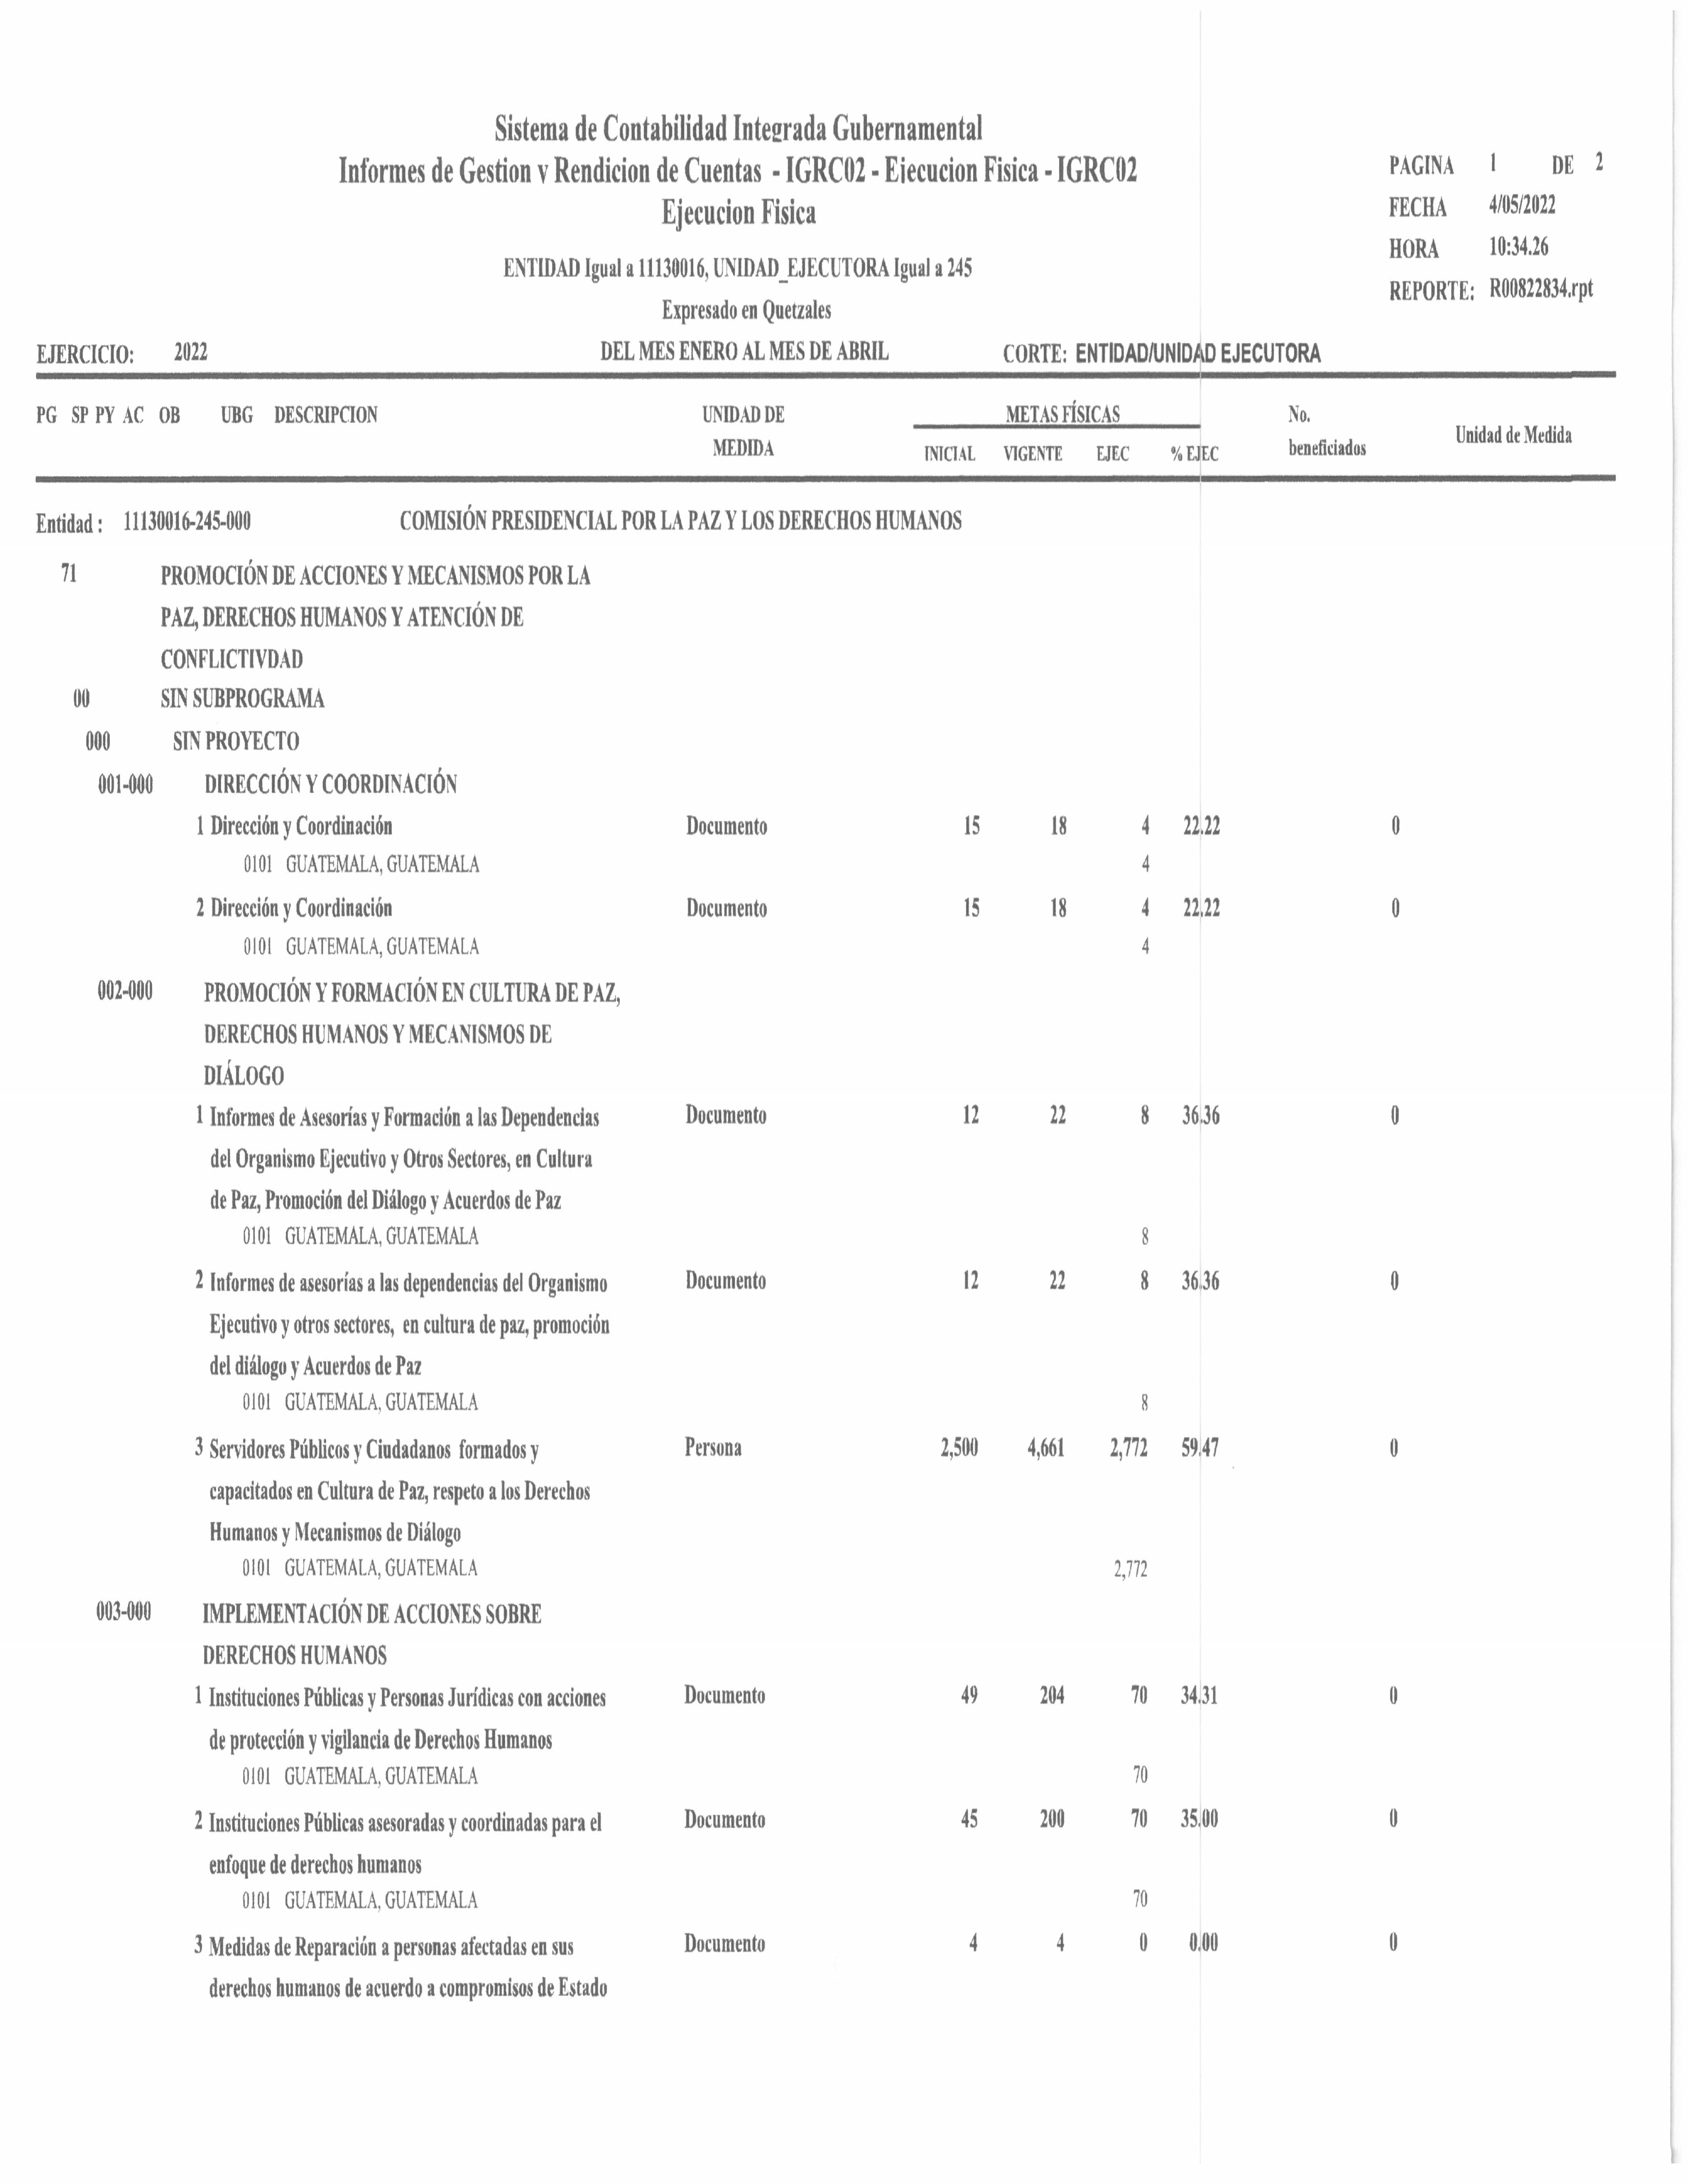 Sistema de Contabilidad Integrada Gubernamental
Informes de Gestion y Rendicion de Cuentas - IGRC02 - Ejecucion Fisica - IGRC02
Ejecucion Fisica
PAGINA 1 DE 2
FECHA 4/05/2022
HORA 10:34.26
REPORTE: R00822834.rpt
ENTIDAD Igual a 11130016, UNIDAD_EJECUTORA Igual a 245
Expresado en Quetzales
EJERCICIO: 2022 DEL MES ENERO AL MES DE ABRIL CORTE: ENTIDAD/UNIDAD EJECUTORA
PG SP PY AC OB UBG DESCRIPCION UNIDAD DE METAS FÍSICAS No. Unidad de Medida
MEDIDA INICIAL VIGENTE EJEC % EJEC beneficiados
Entidad : 11130016-245-000 COMISIÓN PRESIDENCIAL POR LA PAZ Y LOS DERECHOS HUMANOS
71 PROMOCIÓN DE ACCIONES Y MECANISMOS POR LA
PAZ, DERECHOS HUMANOS Y ATENCIÓN DE
CONFLICTIVDAD
00 SIN SUBPROGRAMA
000 SIN PROYECTO
001-000 DIRECCIÓN Y COORDINACIÓN
1 Dirección y Coordinación Documento 15 18 4 22.22 0
0101 GUATEMALA, GUATEMALA 4
2 Dirección y Coordinación Documento 15 18 4 22.22 0
0101 GUATEMALA, GUATEMALA 4
002-000 PROMOCIÓN Y FORMACIÓN EN CULTURA DE PAZ,
DERECHOS HUMANOS Y MECANISMOS DE
DIÁLOGO
1 Informes de Asesorías y Formación a las Dependencias Documento 12 22 8 36.36 0
del Organismo Ejecutivo y Otros Sectores, en Cultura
de Paz, Promoción del Diálogo y Acuerdos de Paz
0101 GUATEMALA, GUATEMALA 8
2 Informes de asesorías a las dependencias del Organismo Documento 12 22 8 36.36 0
Ejecutivo y otros sectores, en cultura de paz, promoción
del diálogo y Acuerdos de Paz
0101 GUATEMALA, GUATEMALA 8
3 Servidores Públicos y Ciudadanos formados y Persona 2,500 4,661 2,772 59.47 0
capacitados en Cultura de Paz, respeto a los Derechos
Humanos y Mecanismos de Diálogo
0101 GUATEMALA, GUATEMALA 2,772
003-000 IMPLEMENTACIÓN DE ACCIONES SOBRE
DERECHOS HUMANOS
1 Instituciones Públicas y Personas Jurídicas con acciones Documento 49 204 70 34.31 0
de protección y vigilancia de Derechos Humanos
0101 GUATEMALA, GUATEMALA 70
2 Instituciones Públicas asesoradas y coordinadas para el Documento 45 200 70 35.00 0
enfoque de derechos humanos
0101 GUATEMALA, GUATEMALA 70
3 Medidas de Reparación a personas afectadas en sus Documento 4 4 0 0.00 0
derechos humanos de acuerdo a compromisos de Estado